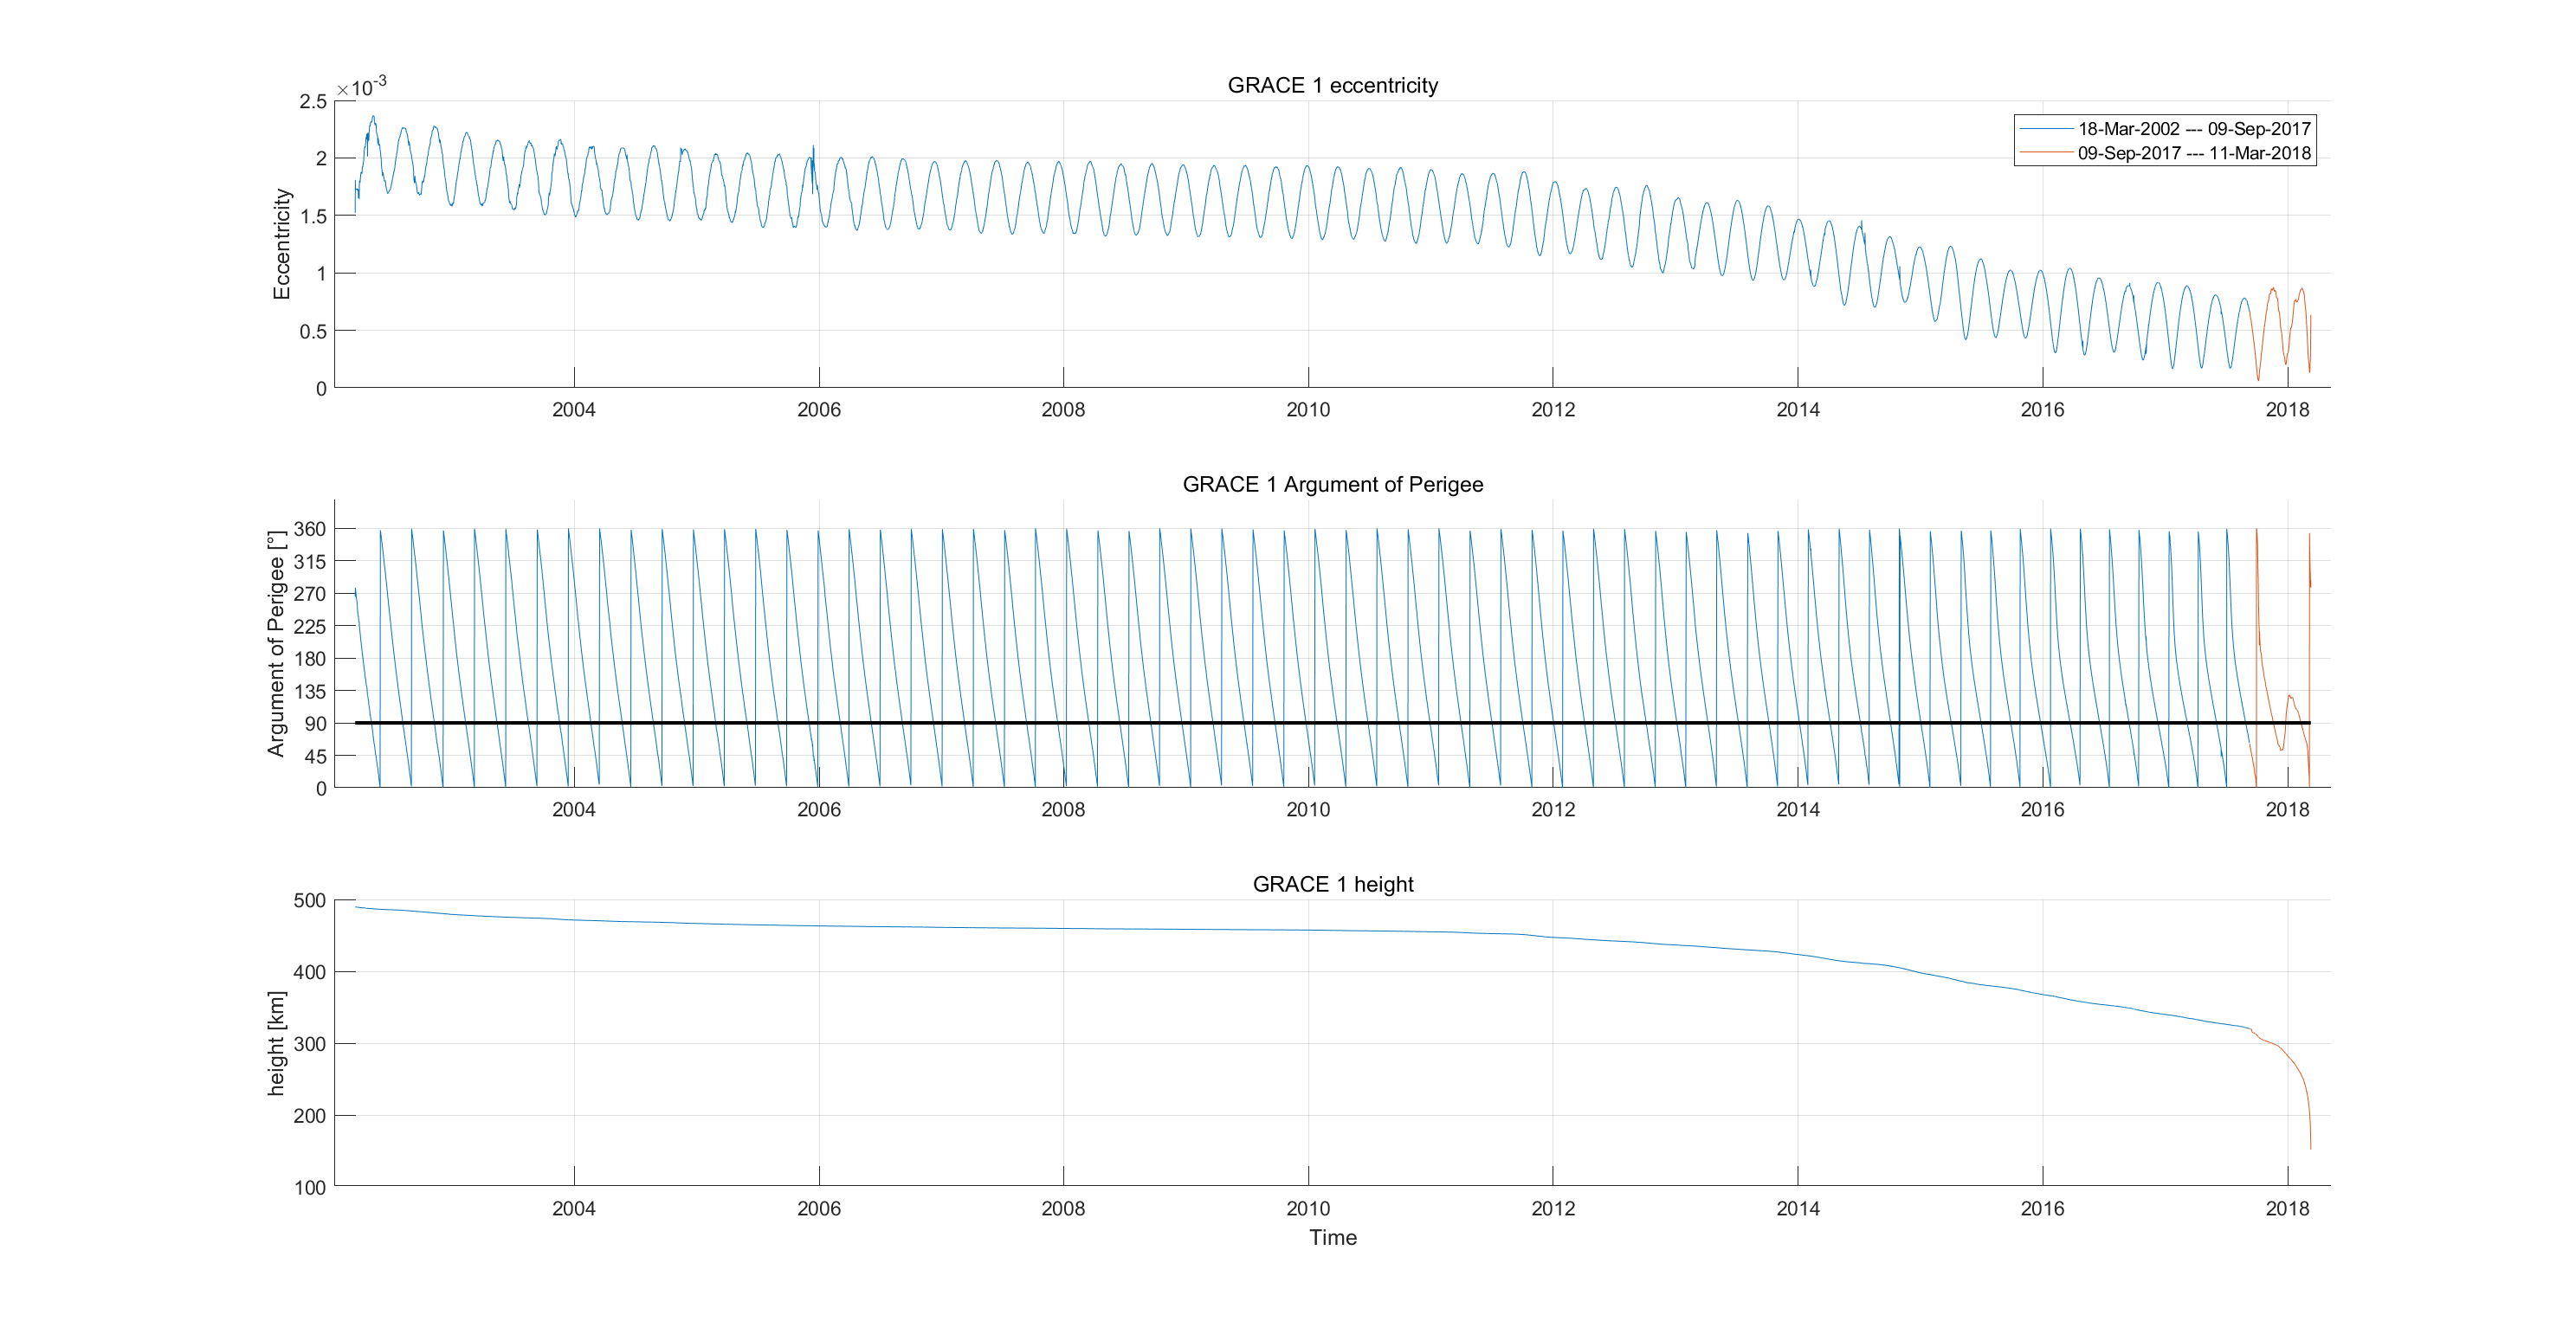 GRACE 1 eccentricity
×10-3
2.5
2
1.5
1
0.5
0
Eccentricity
18-Mar-2002 --- 09-Sep-2017
09-Sep-2017 --- 11-Mar-2018
2004 2006 2008 2010 2012 2014 2016 2018
GRACE 1 Argument of Perigee
360
315
270
225
180
135
90
45
0
Argument of Perigee [°]
2004 2006 2008 2010 2012 2014 2016 2018
GRACE 1 height
500
400
300
200
100
height [km]
2004 2006 2008 2010 2012 2014 2016 2018
Time